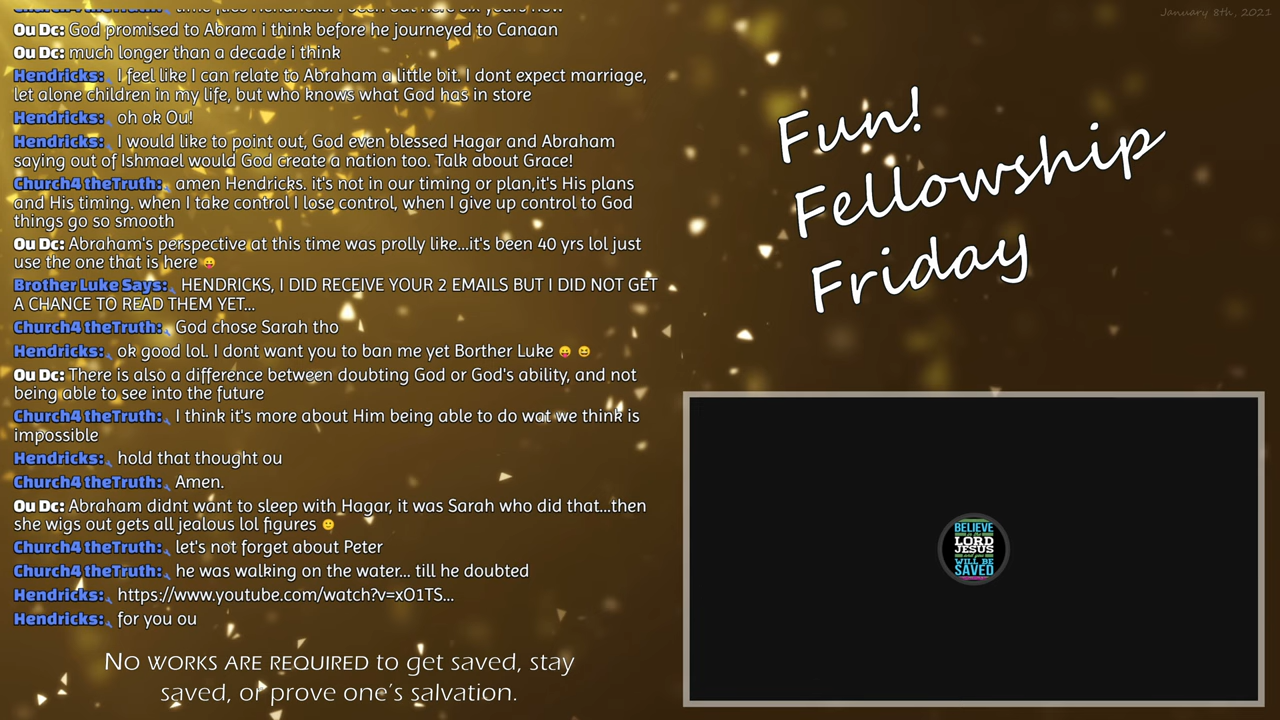 Church4 theTruth: time flies Hendricks. I been out here six years now
Ou Dc: God promised to Abram i think before he journeyed to Canaan
Ou Dc: much longer than a decade i think
Hendricks: I feel like I can relate to Abraham a little bit. I dont expect marriage,
let alone children in my life, but who knows what God has in store
Hendricks: oh ok Ou!
Hendricks: I would like to point out, God even blessed Hagar and Abraham
saying out of Ishmael would God create a nation too. Talk about Grace!
Church4 theTruth: amen Hendricks. it's not in our timing or plan,it's His plans
and His timing. when I take control I lose control, when I give up control to God
things go so smooth
Ou Dc: Abraham's perspective at this time was prolly like...it's been 40 yrs lol just
use the one that is here 😛
Brother Luke Says: HENDRICKS, I DID RECEIVE YOUR 2 EMAILS BUT I DID NOT GET
A CHANCE TO READ THEM YET...
Church4 theTruth: God chose Sarah tho
Hendricks: ok good lol. I dont want you to ban me yet Borther Luke 😛 😆
Ou Dc: There is also a difference between doubting God or God's ability, and not
being able to see into the future
Church4 theTruth: I think it's more about Him being able to do wat we think is
impossible
Hendricks: hold that thought ou
Church4 theTruth: Amen.
Ou Dc: Abraham didnt want to sleep with Hagar, it was Sarah who did that...then
she wigs out gets all jealous lol figures 🙂
Church4 theTruth: let's not forget about Peter
Church4 theTruth: he was walking on the water... till he doubted
Hendricks: https://www.youtube.com/watch?v=xO1TS...
Hendricks: for you ou
No works are required to get saved, stay
saved, or prove one's salvation.
January 8th, 2021
Fun!
Fellowship
Friday
BELIEVE
in the
LORD
JESUS
and you
WILL BE
SAVED